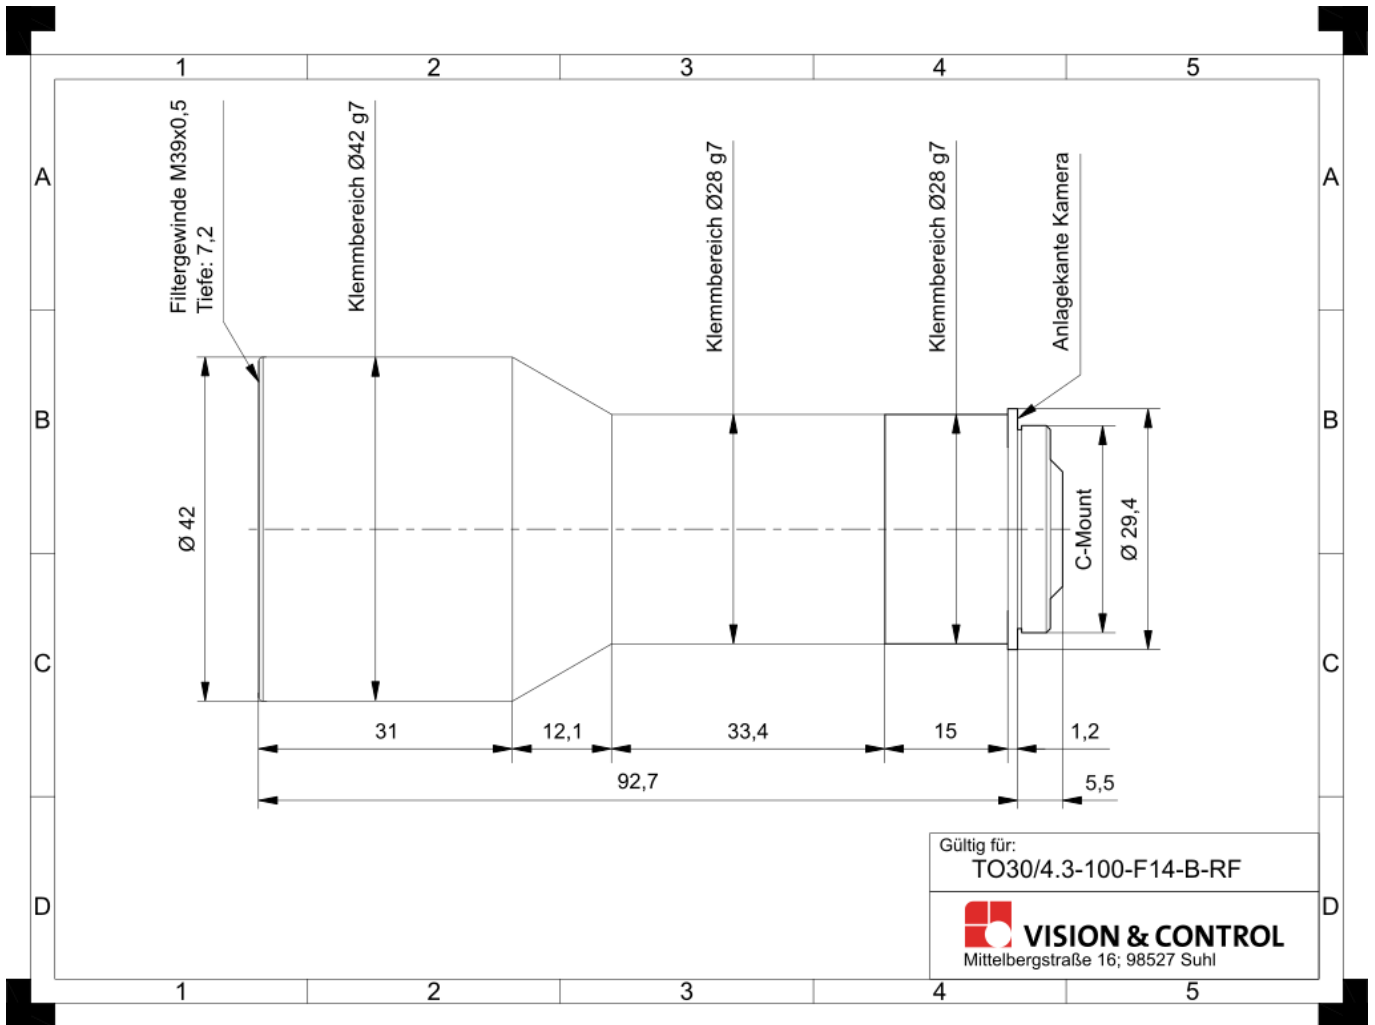 1 2 3 4 5
A A
B B
C C
D D
Filtergewinde M39x0,5
Tiefe: 7,2
Klemmbereich Ø42 g7
Klemmbereich Ø28 g7
Klemmbereich Ø28 g7
Anlagekante Kamera
Ø 42
C-Mount
Ø 29,4
31 12,1 33,4 15 1,2
92,7 5,5
Gültig für:
TO30/4.3-100-F14-B-RF
VISION & CONTROL
Mittelbergstraße 16; 98527 Suhl
1 2 3 4 5